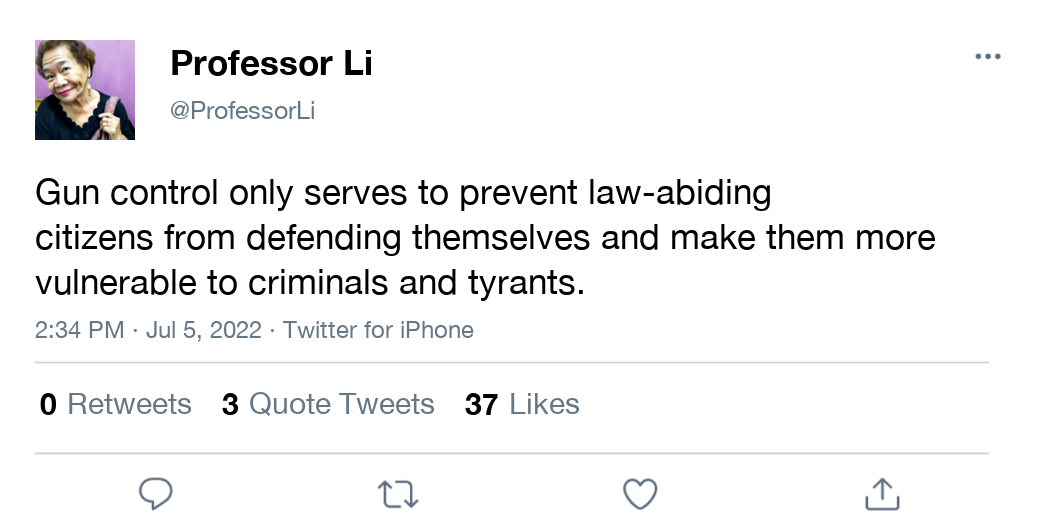 Professor Li
@ProfessorLi
Gun control only serves to prevent law-abiding
citizens from defending themselves and make them more
vulnerable to criminals and tyrants.
2:34 PM · Jul 5, 2022 · Twitter for iPhone
0 Retweets 3 Quote Tweets 37 Likes